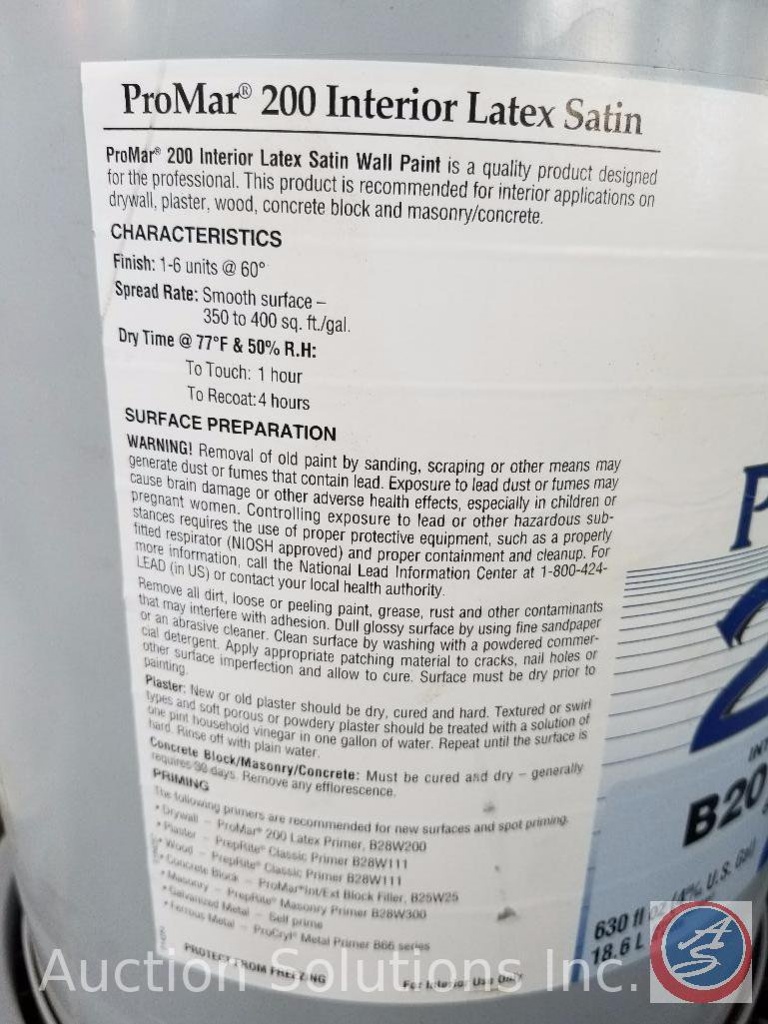 ProMar® 200 Interior Latex Satin
ProMar® 200 Interior Latex Satin Wall Paint is a quality product designed
for the professional. This product is recommended for interior applications on
drywall, plaster, wood, concrete block and masonry/concrete.
CHARACTERISTICS
Finish: 1-6 units @ 60°
Spread Rate: Smooth surface –
350 to 400 sq. ft./gal.
Dry Time @ 77°F & 50% R.H:
To Touch: 1 hour
To Recoat: 4 hours
SURFACE PREPARATION
WARNING! Removal of old paint by sanding, scraping or other means may
generate dust or fumes that contain lead. Exposure to lead dust or fumes may
cause brain damage or other adverse health effects, especially in children or
pregnant women. Controlling exposure to lead or other hazardous sub-
stances requires the use of proper protective equipment, such as a properly
fitted respirator (NIOSH approved) and proper containment and cleanup. For
more information, call the National Lead Information Center at 1-800-424-
LEAD (in US) or contact your local health authority.
Remove all dirt, loose or peeling paint, grease, rust and other contaminants
that may interfere with adhesion. Dull glossy surface by using fine sandpaper
or an abrasive cleaner. Clean surface by washing with a powdered commer-
cial detergent. Apply appropriate patching material to cracks, nail holes or
other surface imperfection and allow to cure. Surface must be dry prior to
painting.
Plaster: New or old plaster should be dry, cured and hard. Textured or swirl
types and soft porous or powdery plaster should be treated with a solution of
one pint household vinegar in one gallon of water. Repeat until the surface is
hard. Rinse off with plain water.
Concrete Block/Masonry/Concrete: Must be cured and dry – generally
requires 30 days. Remove any efflorescence.
PRIMING
The following primers are recommended for new surfaces and spot priming.
• Drywall – ProMar® 200 Latex Primer, B28W200
• Plaster – PrepRite® Classic Primer B28W111
• Wood – PrepRite® Classic Primer B28W111
• Concrete Block – ProMar® Int/Ext Block Filler, B25W25
• Masonry – PrepRite® Masonry Primer B28W300
• Galvanized Metal – Self prime
• Ferrous Metal – ProCryl® Metal Primer B66 series
PROTECT FROM FREEZING
For Interior Use Only
P
2
INT
B20
630 fl oz (4 U.S. Gal
18.6 L
Auction Solutions Inc.
AS